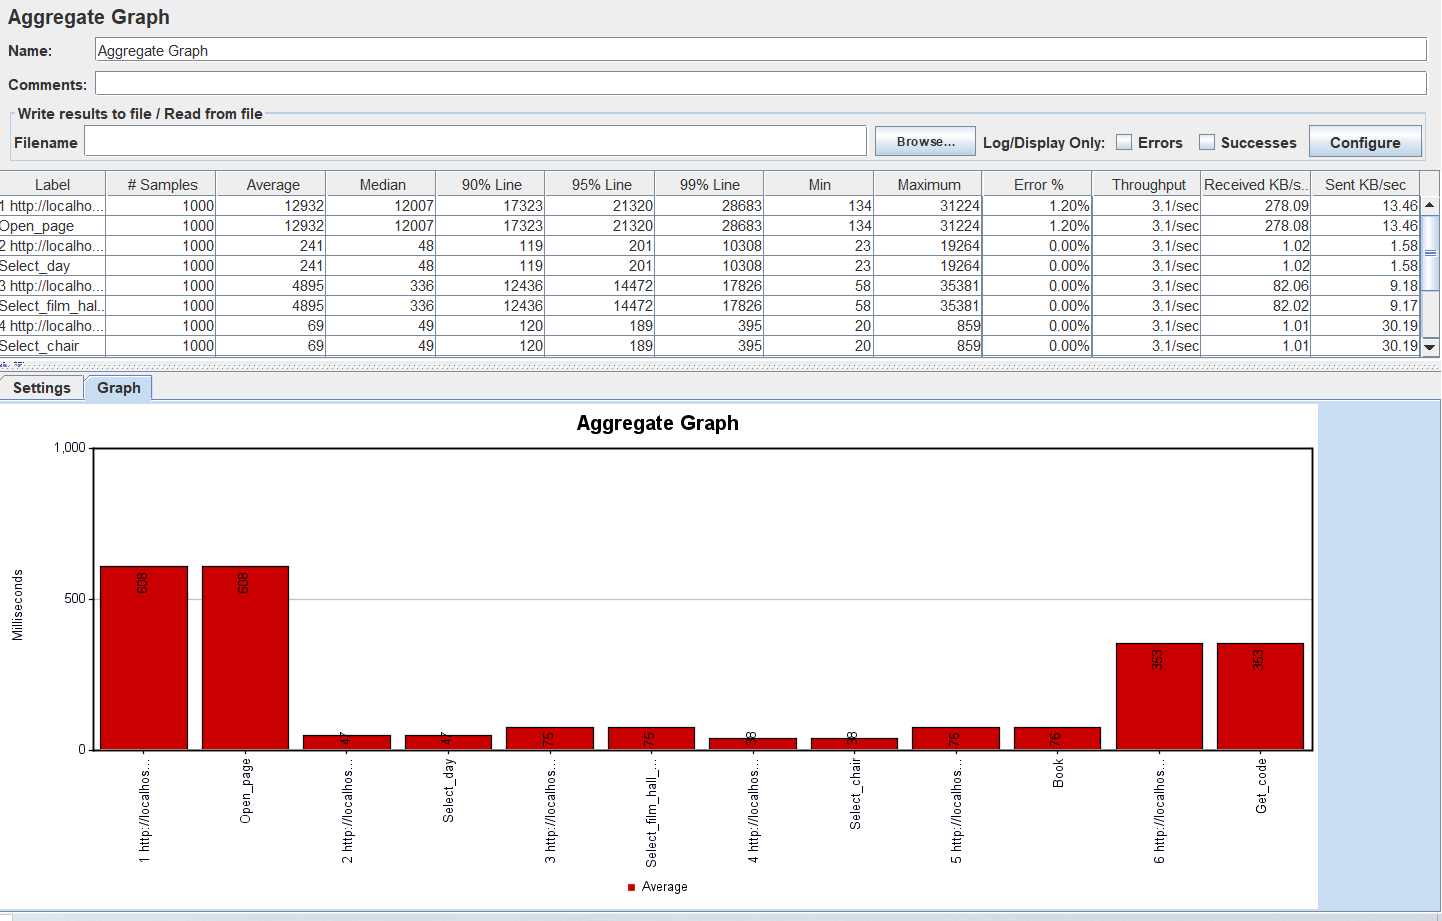 Aggregate Graph
Name: Aggregate Graph
Comments:
Write results to file / Read from file
Filename Browse... Log/Display Only: Errors Successes Configure
Label # Samples Average Median 90% Line 95% Line 99% Line Min Maximum Error % Throughput Received KB/s.. Sent KB/sec
1 http://localho... 1000 12932 12007 17323 21320 28683 134 31224 1.20% 3.1/sec 278.09 13.46
Open_page 1000 12932 12007 17323 21320 28683 134 31224 1.20% 3.1/sec 278.08 13.46
2 http://localho... 1000 241 48 119 201 10308 23 19264 0.00% 3.1/sec 1.02 1.58
Select_day 1000 241 48 119 201 10308 23 19264 0.00% 3.1/sec 1.02 1.58
3 http://localho... 1000 4895 336 12436 14472 17826 58 35381 0.00% 3.1/sec 82.06 9.18
Select_film_hal.. 1000 4895 336 12436 14472 17826 58 35381 0.00% 3.1/sec 82.02 9.17
4 http://localho... 1000 69 49 120 189 395 20 859 0.00% 3.1/sec 1.01 30.19
Select_chair 1000 69 49 120 189 395 20 859 0.00% 3.1/sec 1.01 30.19
Settings Graph
Aggregate Graph
1,000
500
0
Milliseconds
608 608 47 47 75 75 38 38 76 76 353 353
1 http://localhos... Open_page 2 http://localhos... Select_day 3 http://localhos... Select_film_hall_... 4 http://localhos... Select_chair 5 http://localhos... Book 6 http://localhos... Get_code
Average